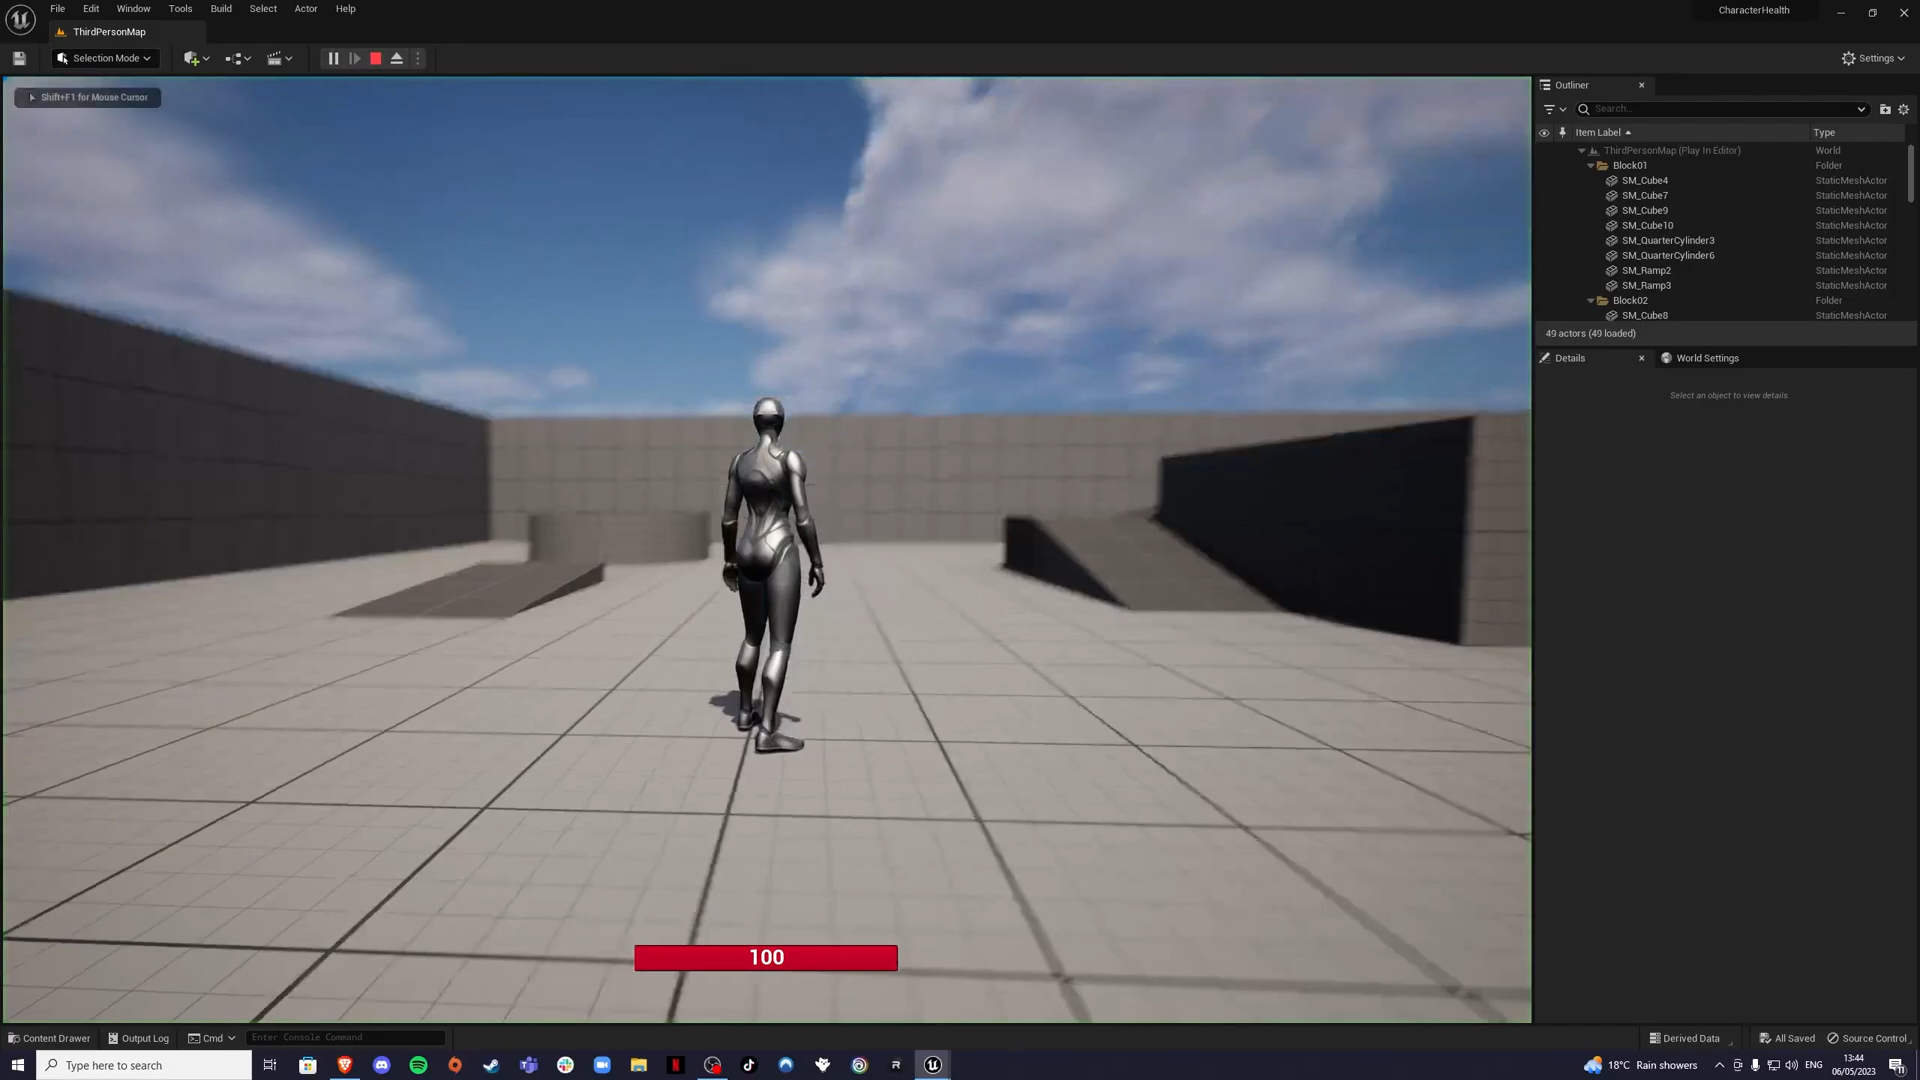 File Edit Window Tools Build Select Actor Help
CharacterHealth
ThirdPersonMap
Selection Mode
Settings
Shift+F1 for Mouse Cursor
Outliner
Search...
Item Label Type
ThirdPersonMap (Play In Editor) World
Block01 Folder
SM_Cube4 StaticMeshActor
SM_Cube7 StaticMeshActor
SM_Cube9 StaticMeshActor
SM_Cube10 StaticMeshActor
SM_QuarterCylinder3 StaticMeshActor
SM_QuarterCylinder6 StaticMeshActor
SM_Ramp2 StaticMeshActor
SM_Ramp3 StaticMeshActor
Block02 Folder
SM_Cube8 StaticMeshActor
49 actors (49 loaded)
Details World Settings
Select an object to view details.
100
Content Drawer Output Log Cmd Enter Console Command Derived Data All Saved Source Control
Type here to search
18°C Rain showers
ENG
13:44
06/05/2023